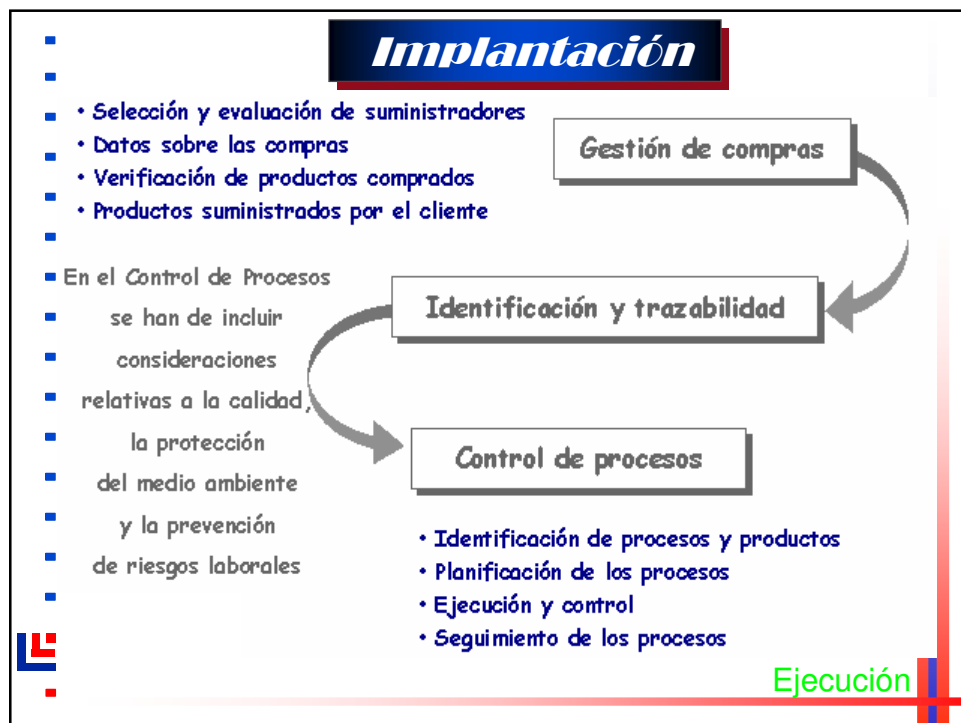 Implantación
• Selección y evaluación de suministradores
• Datos sobre las compras
• Verificación de productos comprados
• Productos suministrados por el cliente
Gestión de compras
Identificación y trazabilidad
En el Control de Procesos
se han de incluir
consideraciones
relativas a la calidad,
la protección
del medio ambiente
y la prevención
de riesgos laborales
Control de procesos
• Identificación de procesos y productos
• Planificación de los procesos
• Ejecución y control
• Seguimiento de los procesos
Ejecución